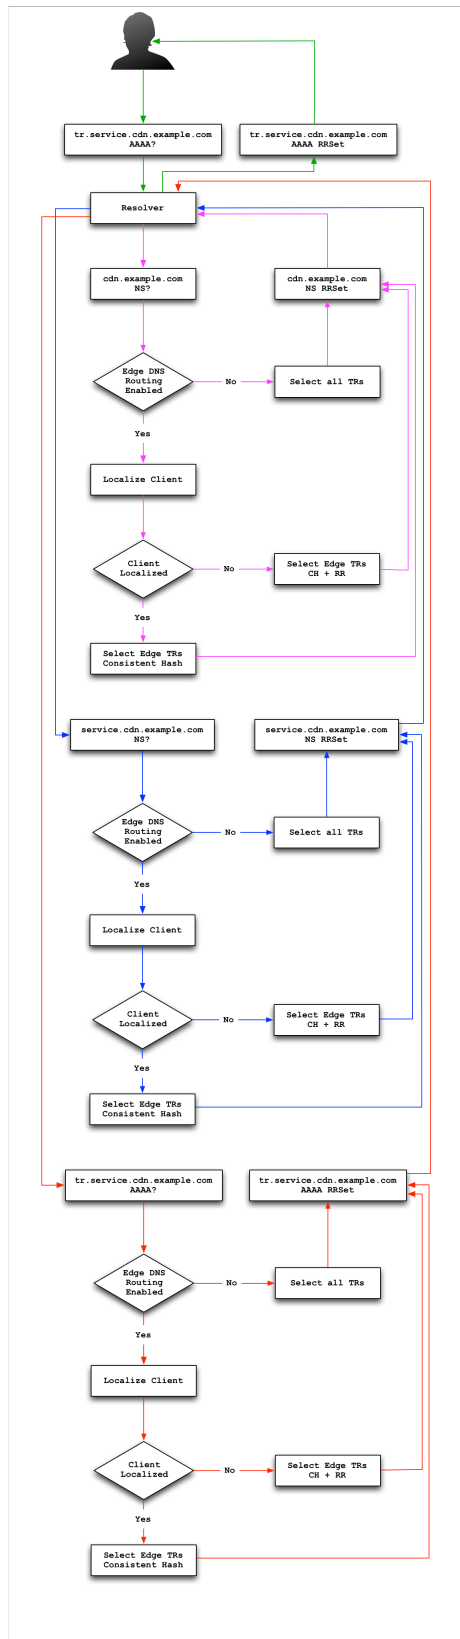 tr.service.cdn.example.com
AAAA?
tr.service.cdn.example.com
AAAA RRSet
Resolver
cdn.example.com
NS?
cdn.example.com
NS RRSet
Edge DNS
Routing
Enabled
No
Select all TRs
Yes
Localize Client
Client
Localized
No
Select Edge TRs
CH + RR
Yes
Select Edge TRs
Consistent Hash
service.cdn.example.com
NS?
service.cdn.example.com
NS RRSet
Edge DNS
Routing
Enabled
No
Select all TRs
Yes
Localize Client
Client
Localized
No
Select Edge TRs
CH + RR
Yes
Select Edge TRs
Consistent Hash
tr.service.cdn.example.com
AAAA?
tr.service.cdn.example.com
AAAA RRSet
Edge DNS
Routing
Enabled
No
Select all TRs
Yes
Localize Client
Client
Localized
No
Select Edge TRs
CH + RR
Yes
Select Edge TRs
Consistent Hash